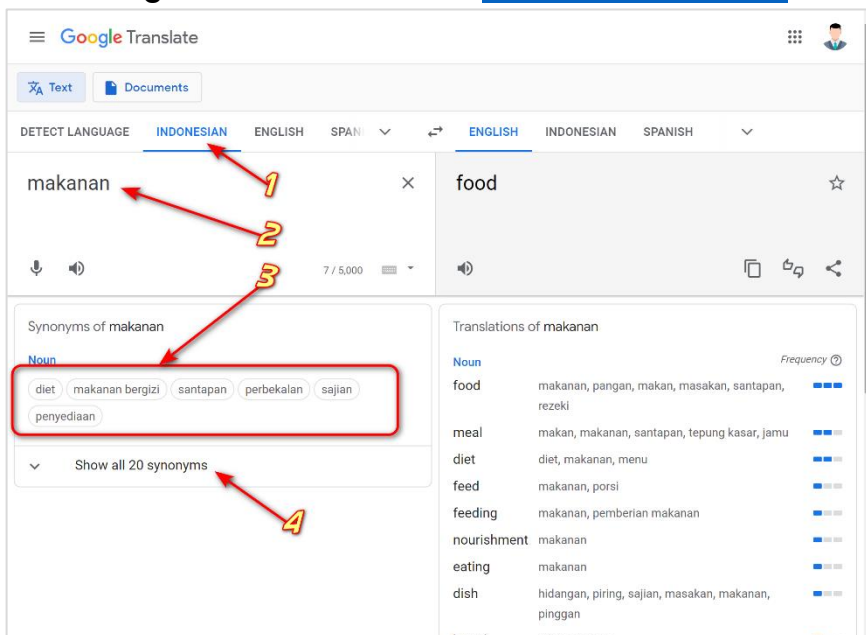 Google Translate
Text Documents
DETECT LANGUAGE INDONESIAN ENGLISH SPAN ENGLISH INDONESIAN SPANISH
1
makanan food
2
3
7 / 5,000
Synonyms of makanan
Noun
diet makanan bergizi santapan perbekalan sajian
penyediaan
Show all 20 synonyms
4
Translations of makanan
Noun Frequency
food makanan, pangan, makan, masakan, santapan,
rezeki
meal makan, makanan, santapan, tepung kasar, jamu
diet diet, makanan, menu
feed makanan, porsi
feeding makanan, pemberian makanan
nourishment makanan
eating makanan
dish hidangan, piring, sajian, masakan, makanan,
pinggan